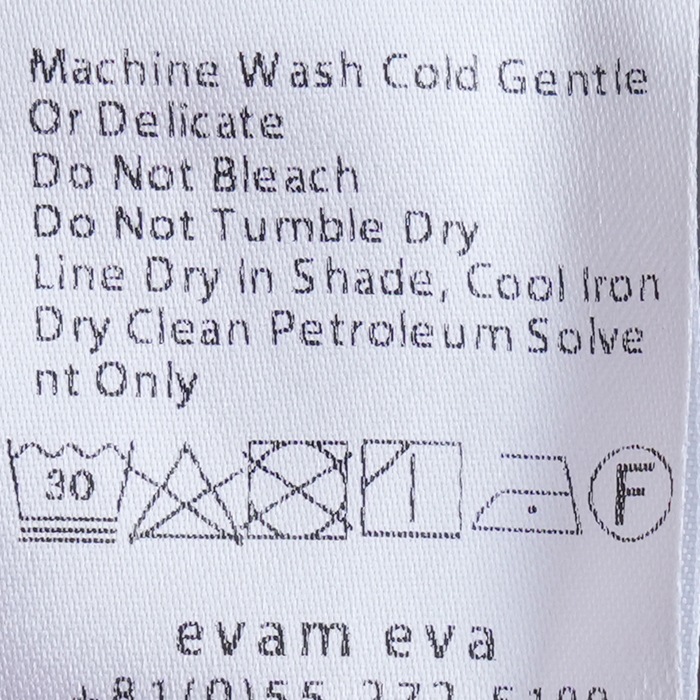 Machine Wash Cold Gentle
Or Delicate
Do Not Bleach
Do Not Tumble Dry
Line Dry In Shade, Cool Iron
Dry Clean Petroleum Solve
nt Only
30 F
evam eva